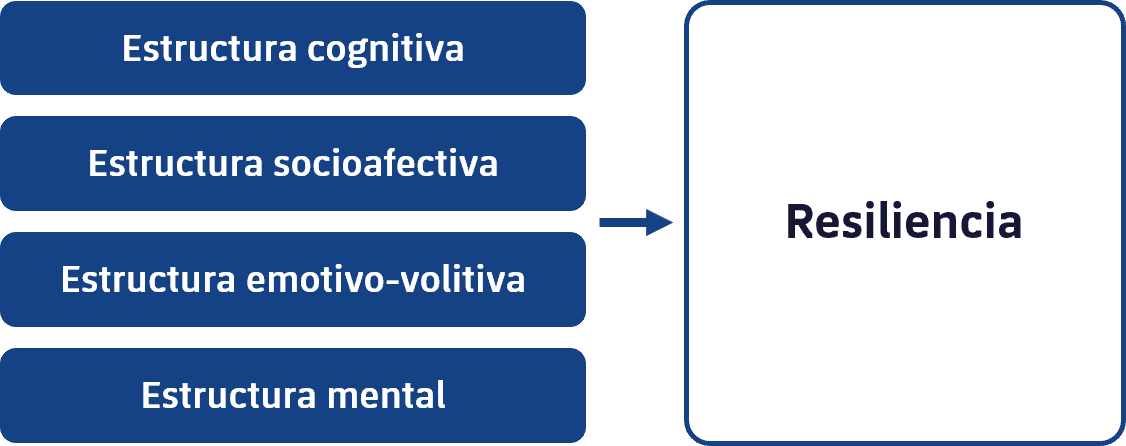 Estructura cognitiva
Estructura socioafectiva
Estructura emotivo-volitiva
Estructura mental
Resiliencia